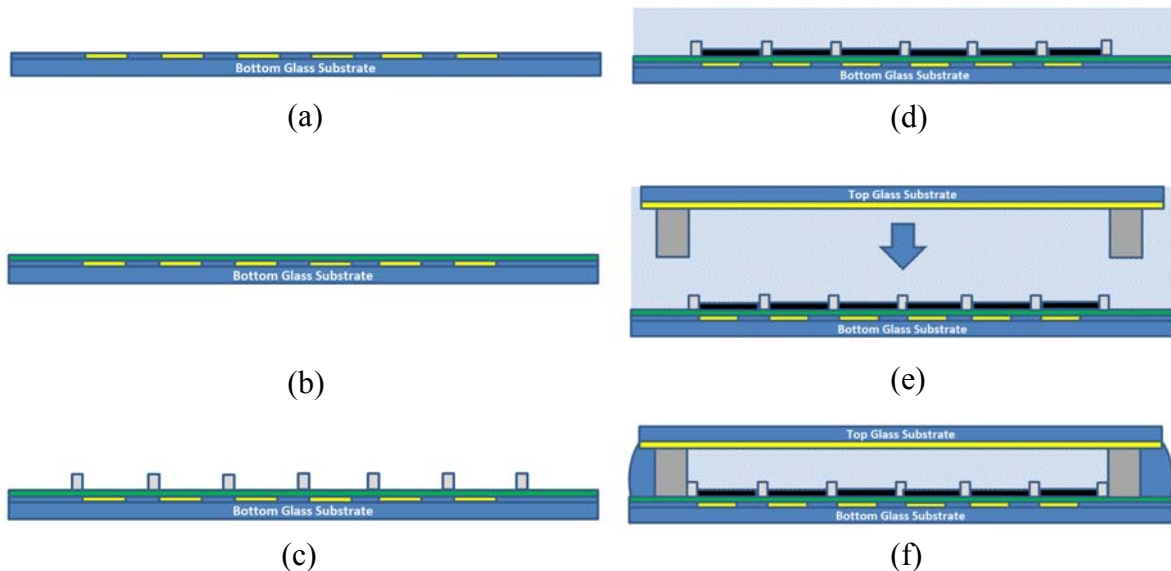 Bottom Glass Substrate
(a)
Bottom Glass Substrate
(b)
Bottom Glass Substrate
(c)
Bottom Glass Substrate
(d)
Top Glass Substrate
Bottom Glass Substrate
(e)
Top Glass Substrate
Bottom Glass Substrate
(f)